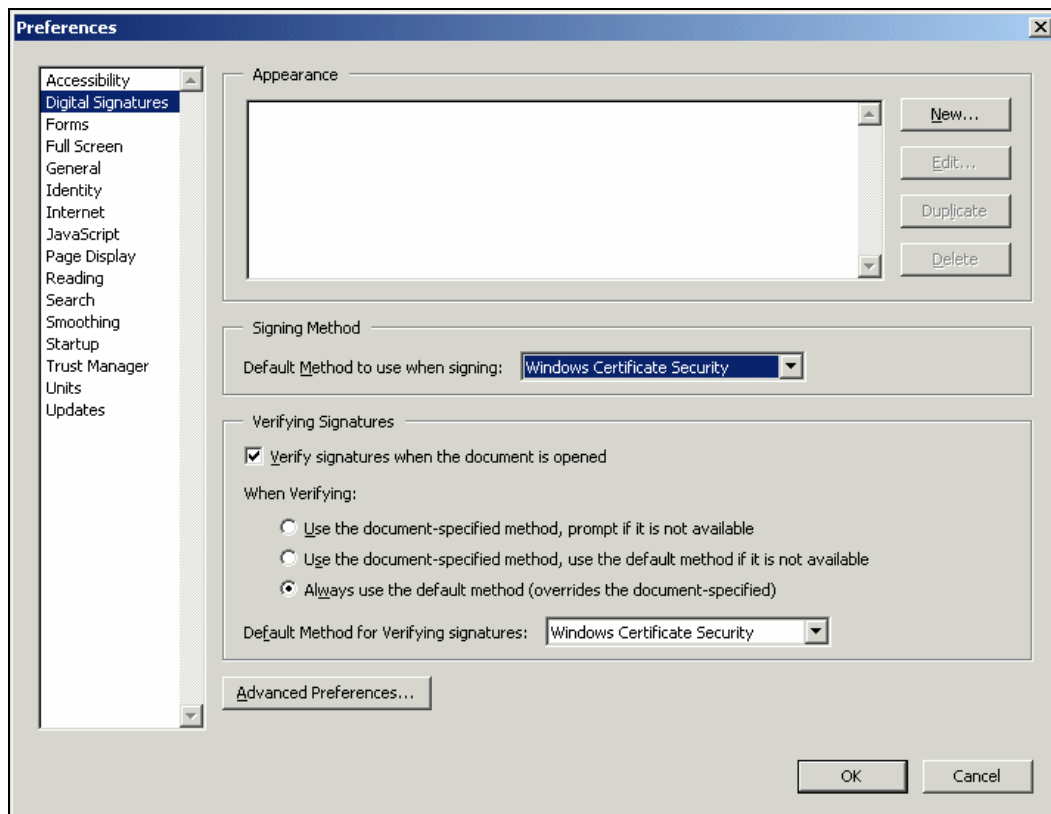 Preferences
Accessibility
Digital Signatures
Forms
Full Screen
General
Identity
Internet
JavaScript
Page Display
Reading
Search
Smoothing
Startup
Trust Manager
Units
Updates
Appearance
New...
Edit...
Duplicate
Delete
Signing Method
Default Method to use when signing: Windows Certificate Security
Verifying Signatures
Verify signatures when the document is opened
When Verifying:
Use the document-specified method, prompt if it is not available
Use the document-specified method, use the default method if it is not available
Always use the default method (overrides the document-specified)
Default Method for Verifying signatures: Windows Certificate Security
Advanced Preferences...
OK Cancel